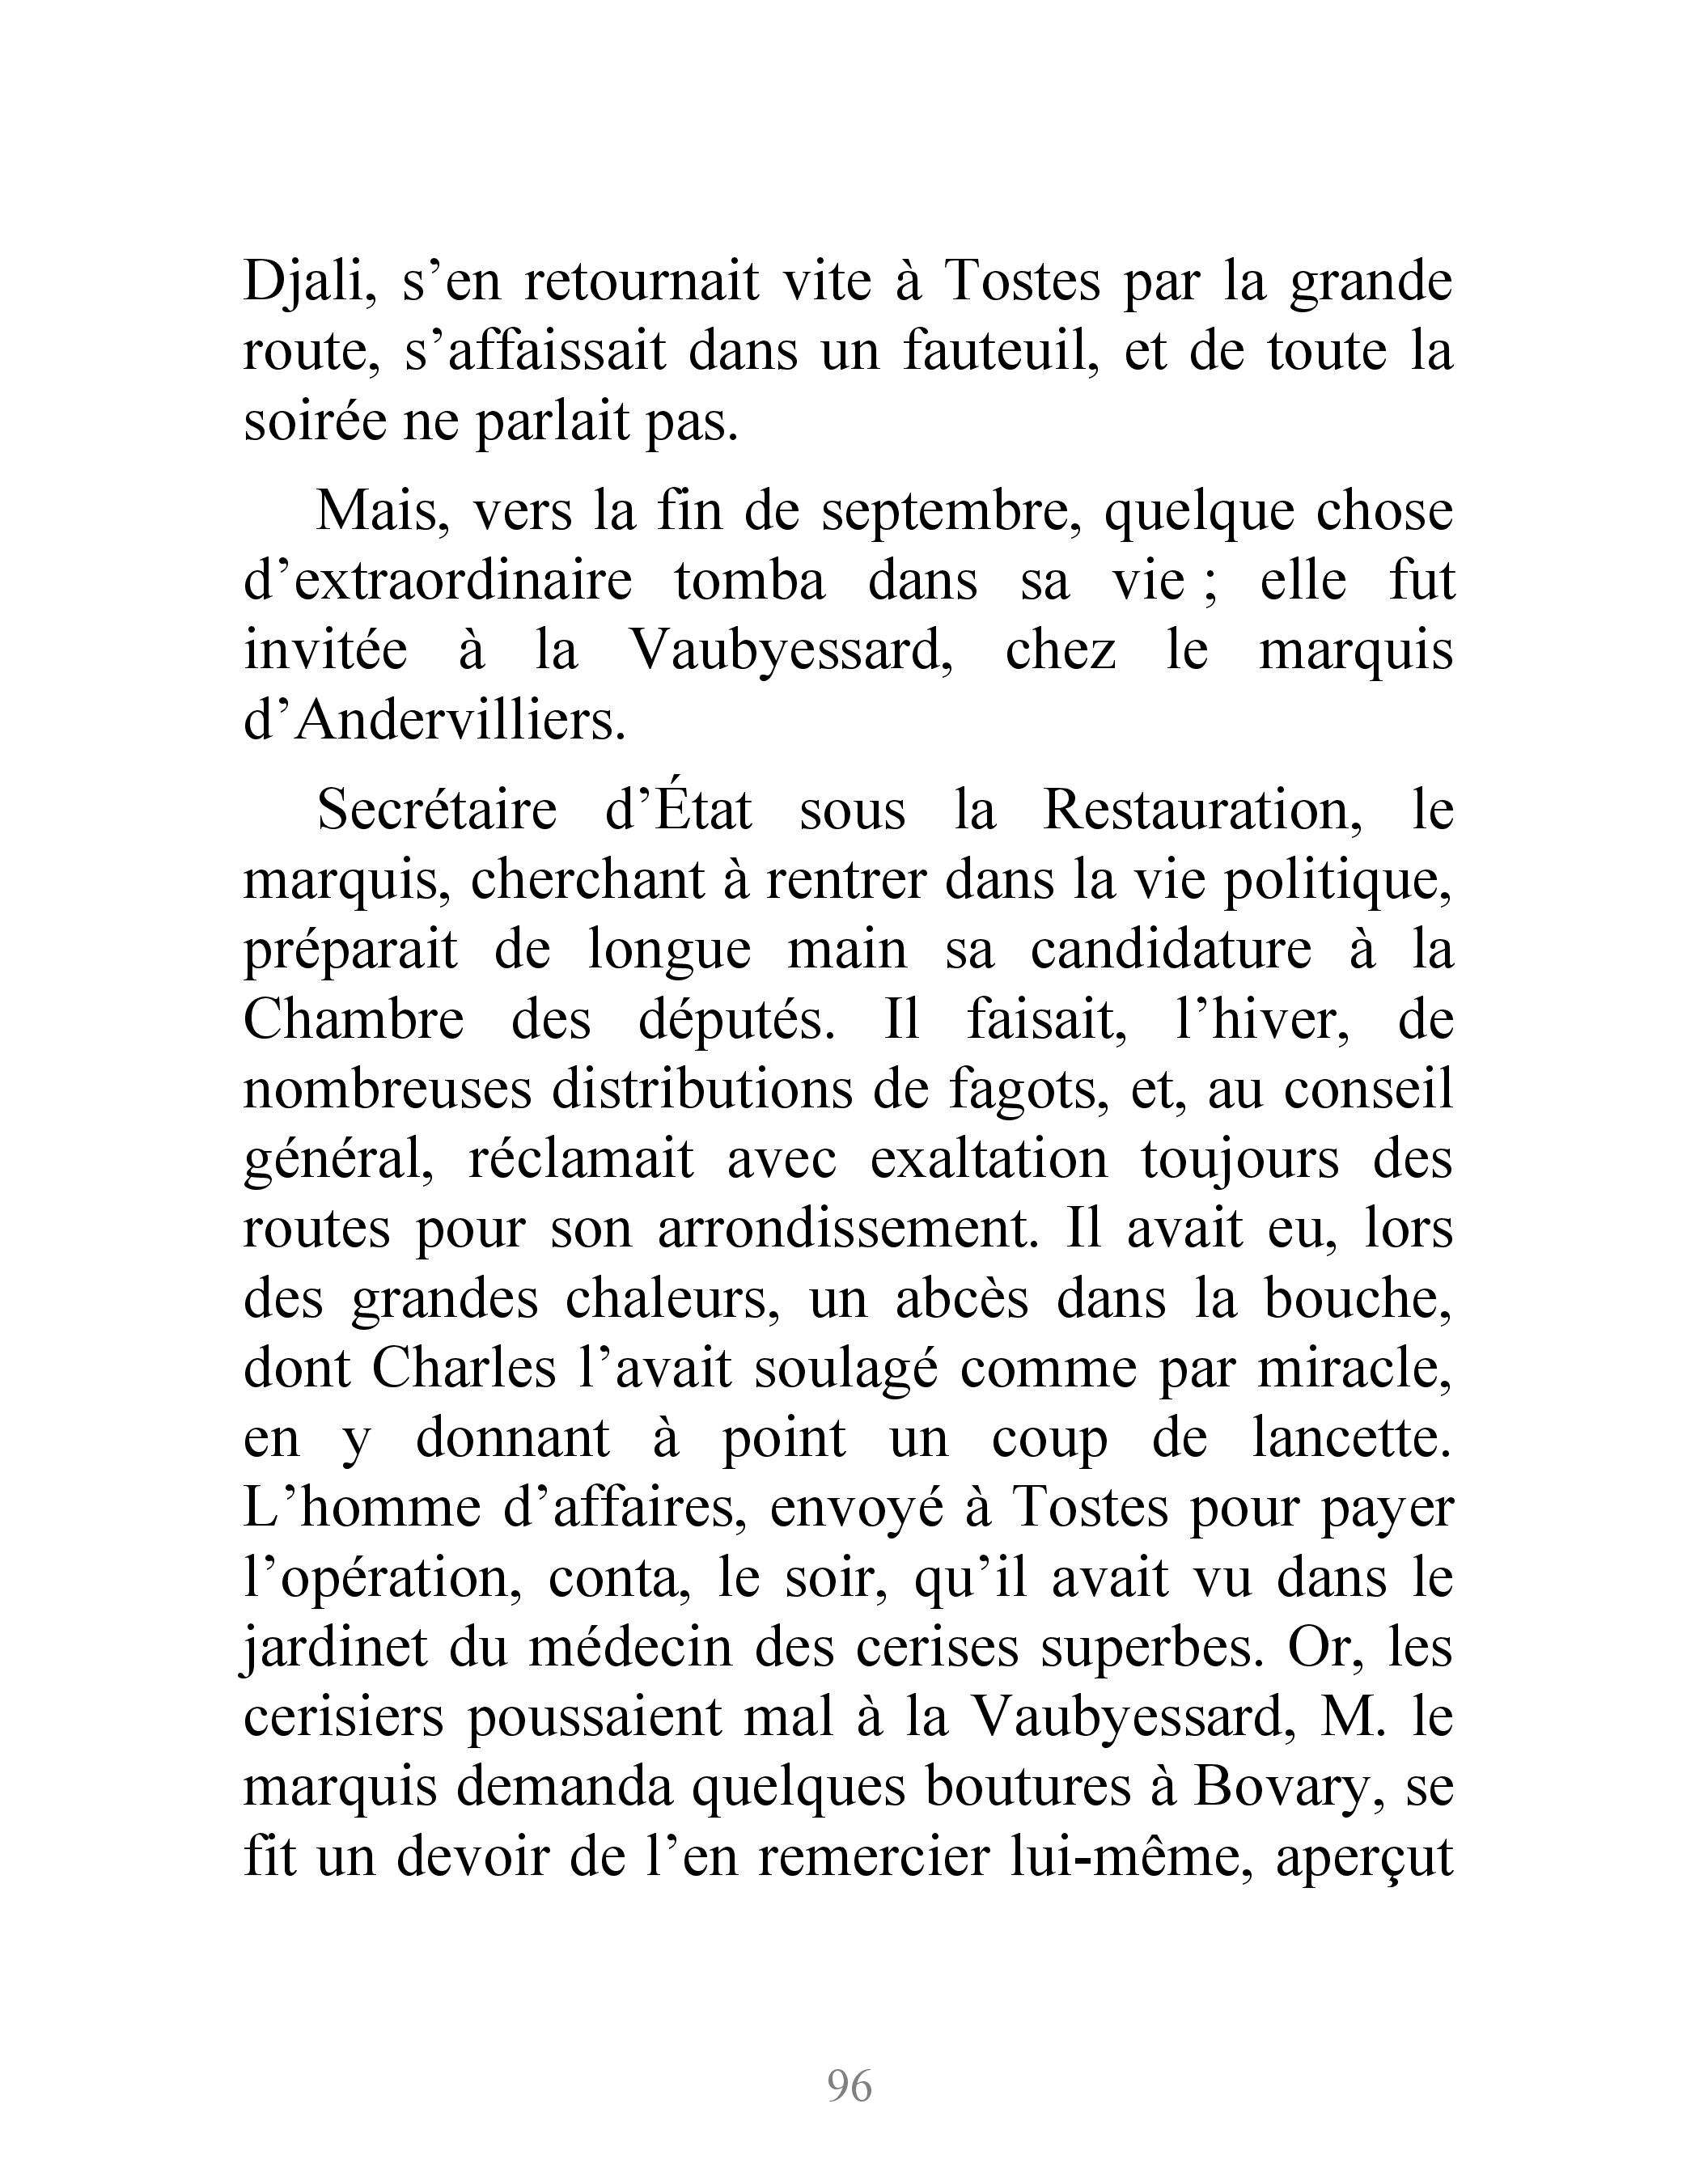 Djali, s’en retournait vite à Tostes par la grande
route, s’affaissait dans un fauteuil, et de toute la
soirée ne parlait pas.
Mais, vers la fin de septembre, quelque chose
d’extraordinaire tomba dans sa vie ; elle fut
invitée à la Vaubyessard, chez le marquis
d’Andervilliers.
Secrétaire d’État sous la Restauration, le
marquis, cherchant à rentrer dans la vie politique,
préparait de longue main sa candidature à la
Chambre des députés. Il faisait, l’hiver, de
nombreuses distributions de fagots, et, au conseil
général, réclamait avec exaltation toujours des
routes pour son arrondissement. Il avait eu, lors
des grandes chaleurs, un abcès dans la bouche,
dont Charles l’avait soulagé comme par miracle,
en y donnant à point un coup de lancette.
L’homme d’affaires, envoyé à Tostes pour payer
l’opération, conta, le soir, qu’il avait vu dans le
jardinet du médecin des cerises superbes. Or, les
cerisiers poussaient mal à la Vaubyessard, M. le
marquis demanda quelques boutures à Bovary, se
fit un devoir de l’en remercier lui-même, aperçut
96